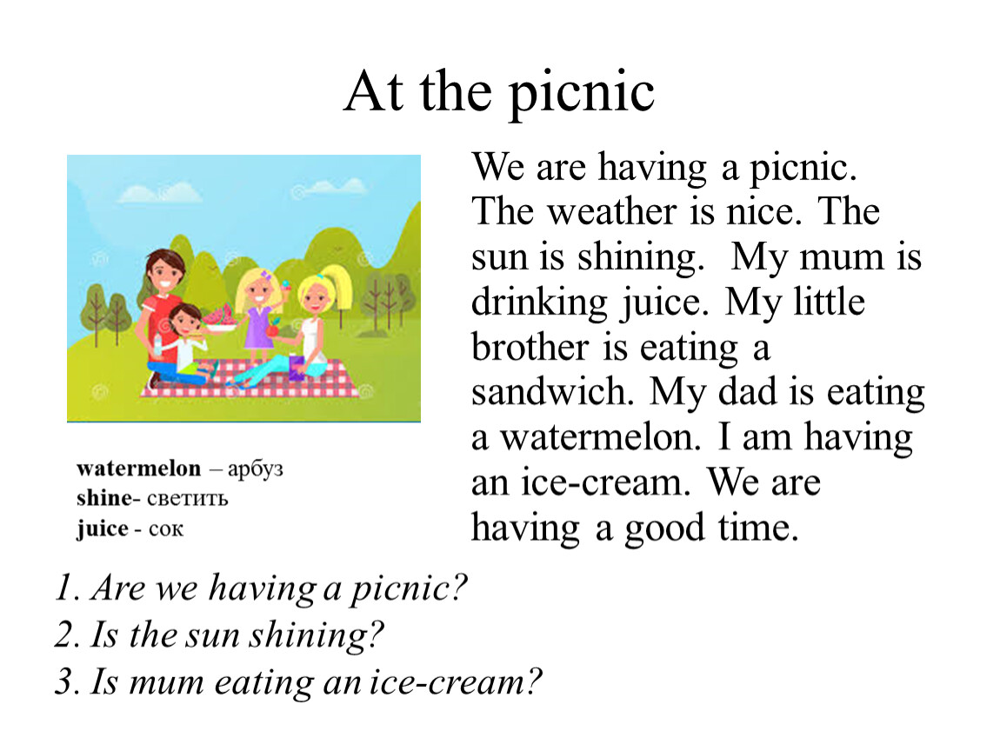 At the picnic
We are having a picnic.
The weather is nice. The
sun is shining. My mum is
drinking juice. My little
brother is eating a
sandwich. My dad is eating
a watermelon. I am having
an ice-cream. We are
having a good time.
watermelon – арбуз
shine- светить
juice - сок
1. Are we having a picnic?
2. Is the sun shining?
3. Is mum eating an ice-cream?